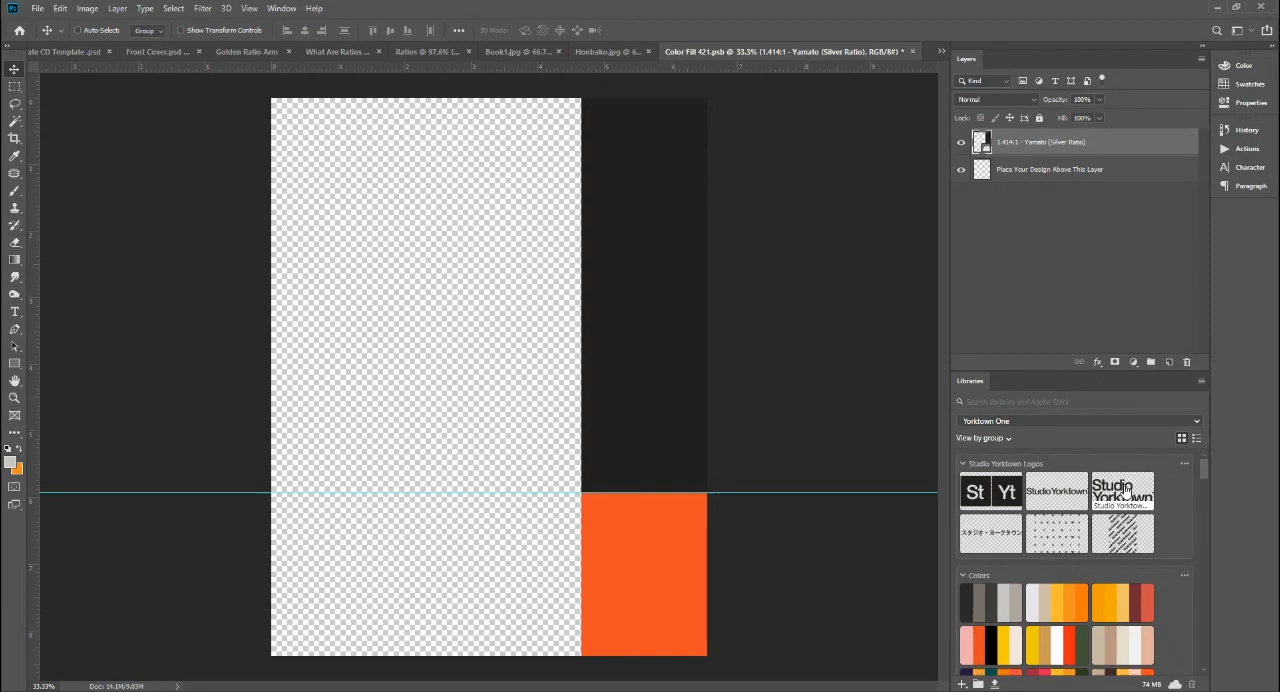 Ps File Edit Image Layer Type Select Filter 3D View Window Help
Auto-Select: Group Show Transform Controls 3D Mode:
ale CD Template .psd Front Cover.psd @ Golden Ratio Arm What Are Ratios ... Ratios @ 97.6% (... Book1.jpg @ 66.7... Honbako.jpg @ 6... Color Fill 421.psb @ 33.3% (1.414:1 - Yamato (Silver Ratio), RGB/8#) *
Layers
Kind
Normal Opacity: 100%
Lock: Fill: 100%
1.414:1 - Yamato (Silver Ratio)
Place Your Design Above This Layer
Color
Swatches
Properties
History
Actions
Character
Paragraph
Libraries
Search libraries and Adobe Stock
Yorktown One
View by group
Studio Yorktown Logos
St Yt
StudioYorktown
Studio
Yorktown
Studio Yorktow...
スタジオ・ヨークタウン
Colors
74 MB
33.33% Doc: 14.1M/9.03M